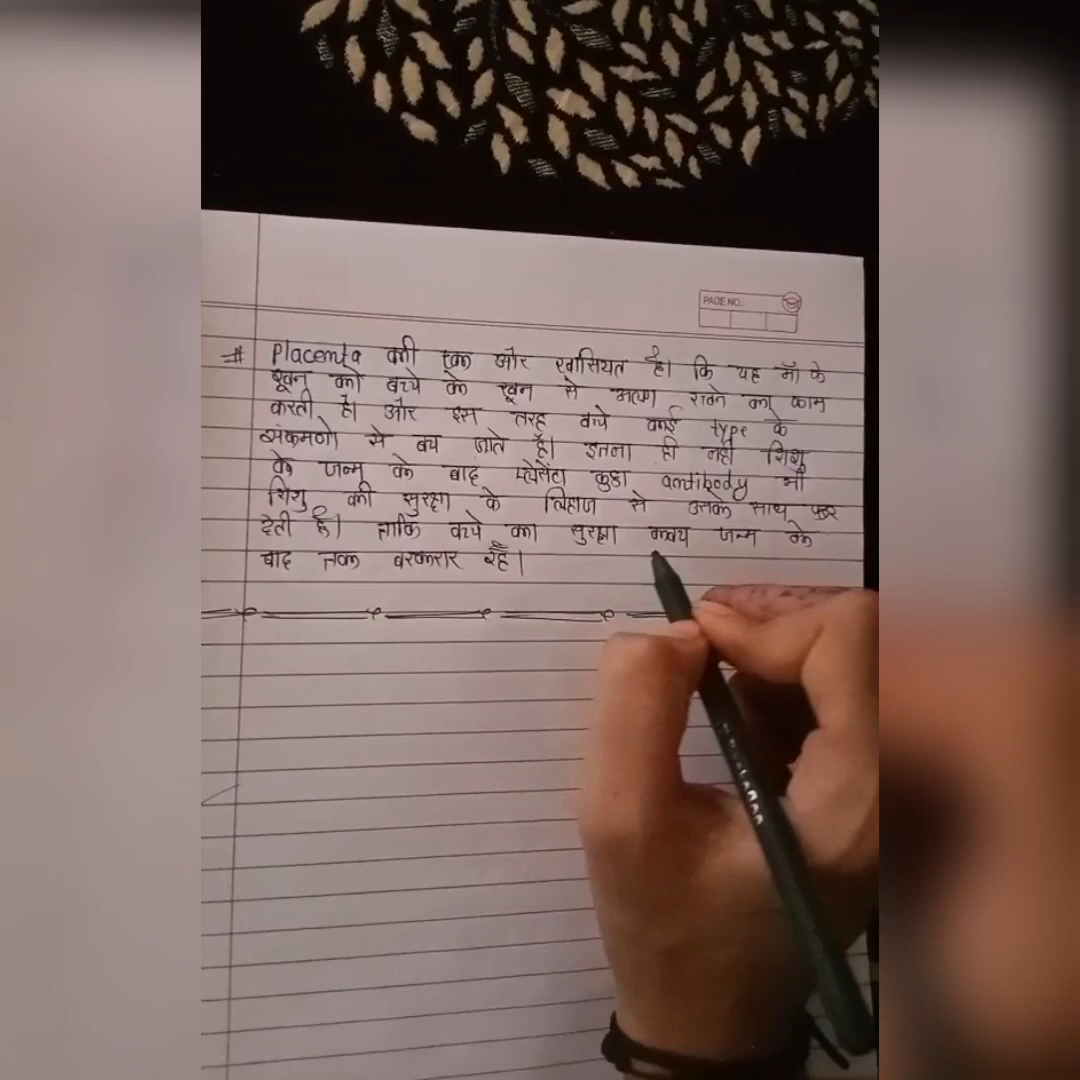 PAGE NO.:
# Placenta की एक और खासियत है। कि यह माँ के
खून को बच्चे के खून से अलग रखने का काम
करती है। और इस तरह बच्चे कई type के
संक्रमणो से बच जाते है। इतना ही नही शिशु
के जन्म के बाद प्लेसेंटा कुछ antibody भी
शिशु की सुरक्षा के लिहाज से उसके साथ कर
देती है। ताकि बच्चे का सुरक्षा कवच जन्म के
बाद तक बरकरार रहें।